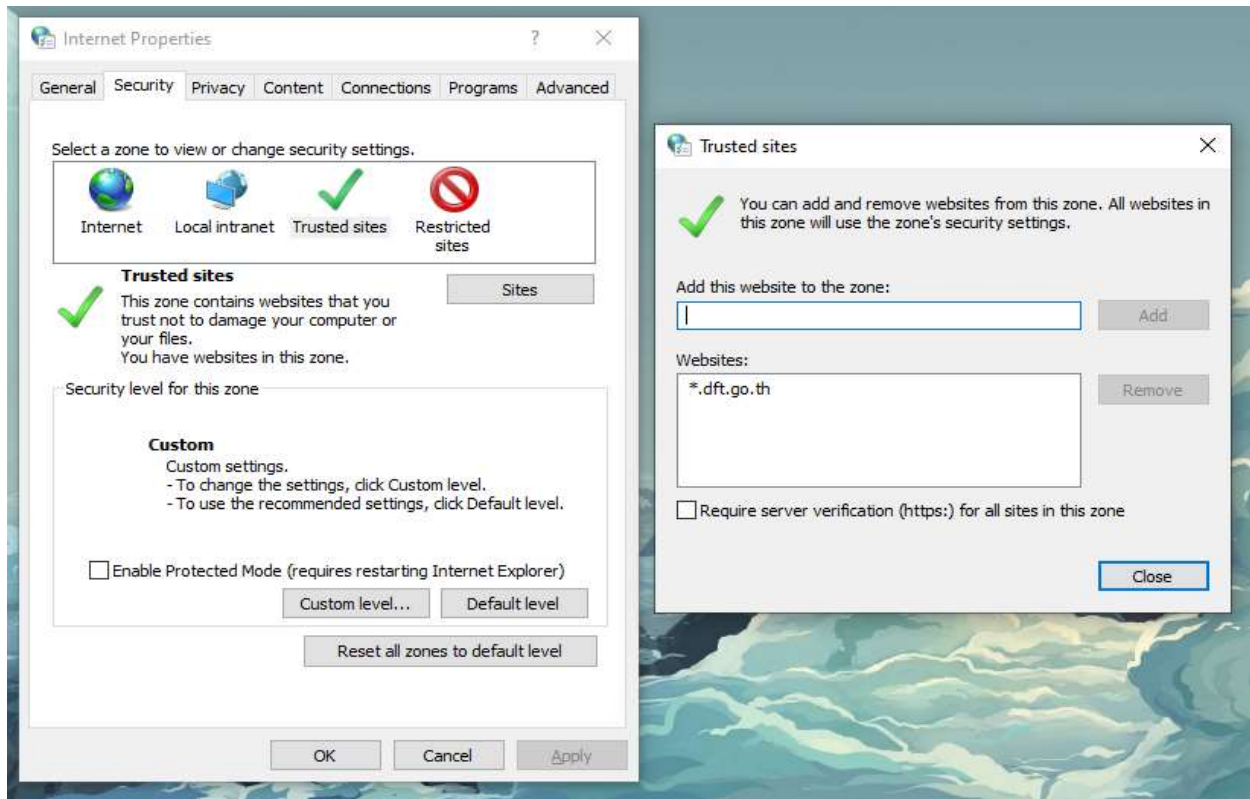 Internet Properties
General Security Privacy Content Connections Programs Advanced
Select a zone to view or change security settings.
Internet
Local intranet
Trusted sites
Restricted
sites
Trusted sites
This zone contains websites that you
trust not to damage your computer or
your files.
You have websites in this zone.
Sites
Security level for this zone
Custom
Custom settings.
- To change the settings, click Custom level.
- To use the recommended settings, click Default level.
Enable Protected Mode (requires restarting Internet Explorer)
Custom level...
Default level
Reset all zones to default level
OK
Cancel
Apply
Trusted sites
You can add and remove websites from this zone. All websites in
this zone will use the zone's security settings.
Add this website to the zone:
Add
Websites:
*.dft.go.th
Remove
Require server verification (https:) for all sites in this zone
Close